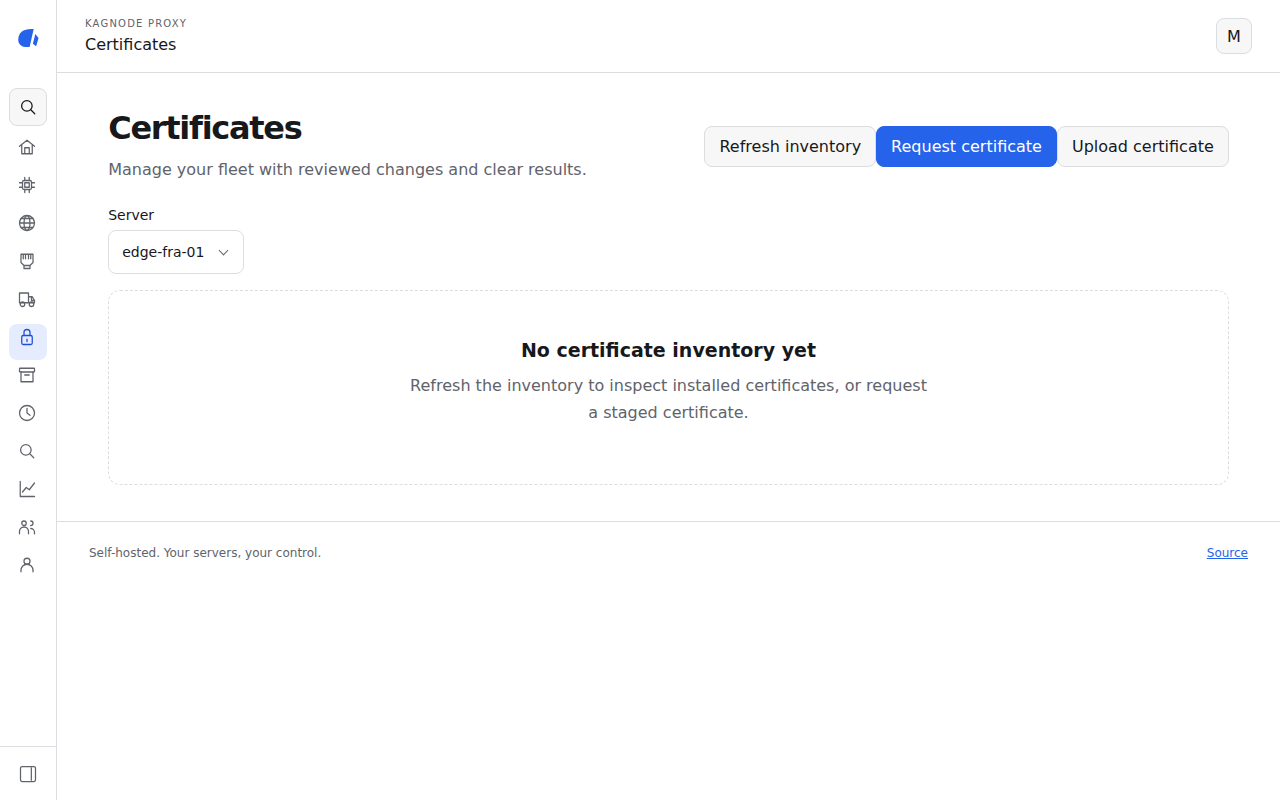 KAGNODE PROXY
Certificates
M
Certificates
Manage your fleet with reviewed changes and clear results.
Refresh inventory
Request certificate
Upload certificate
Server
edge-fra-01
No certificate inventory yet
Refresh the inventory to inspect installed certificates, or request
a staged certificate.
Self-hosted. Your servers, your control.
Source